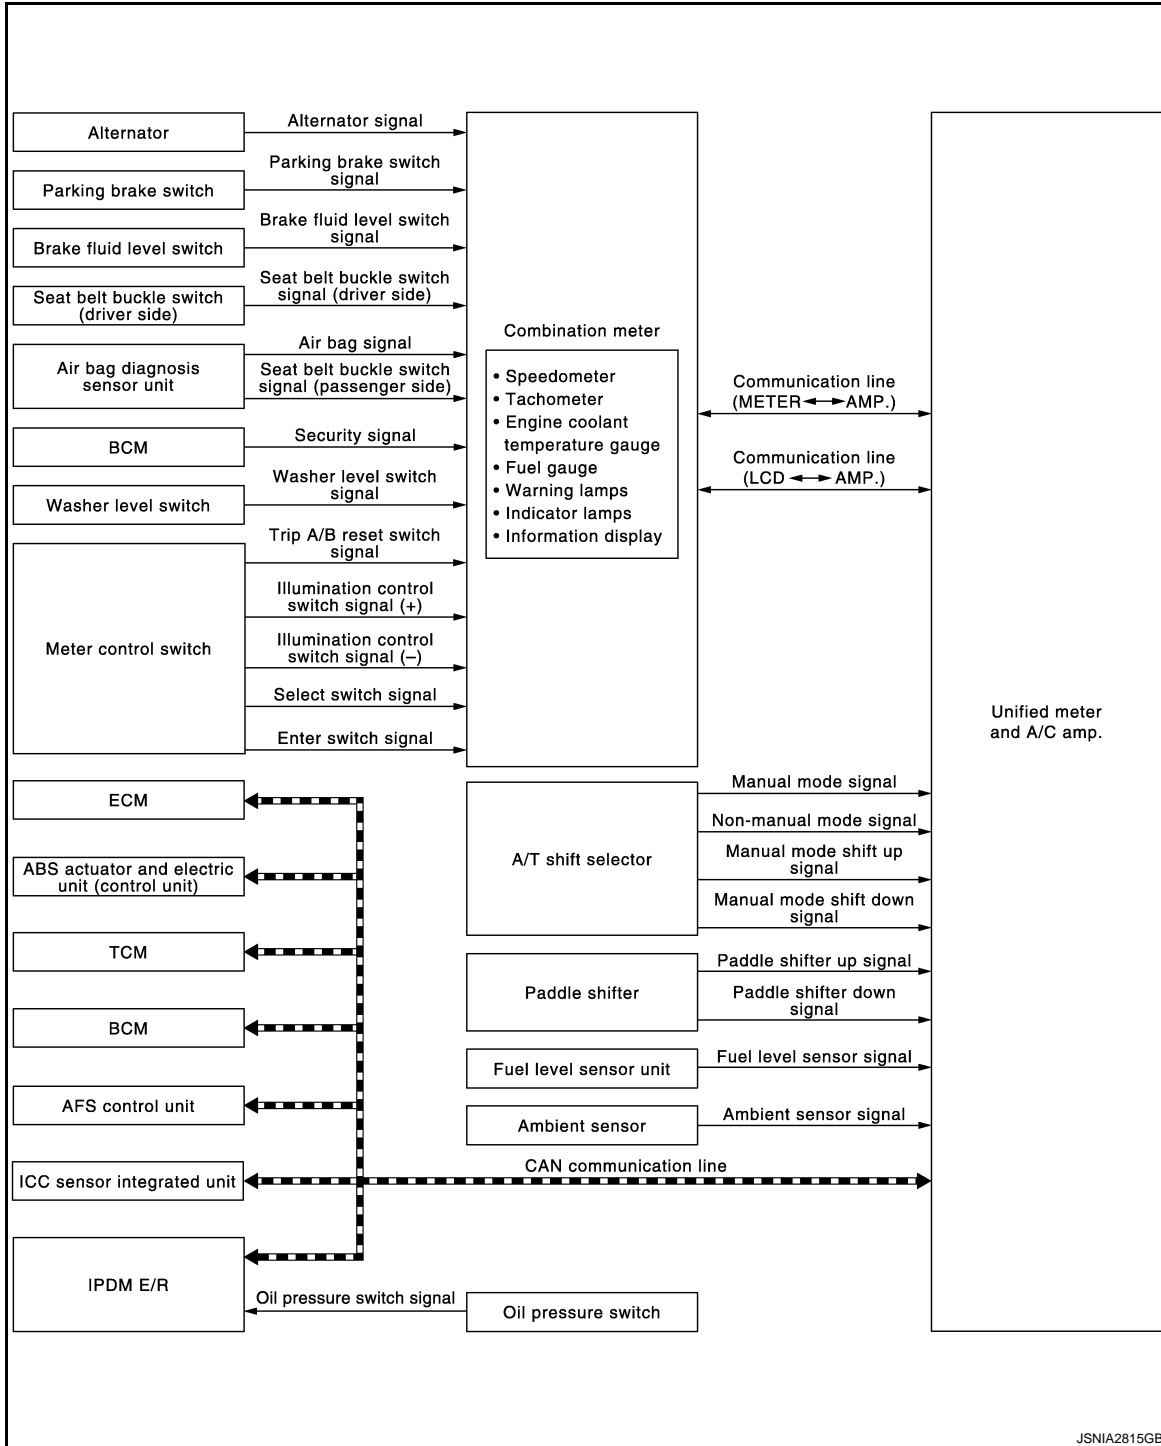 Alternator
Alternator signal
Parking brake switch
Parking brake switch
signal
Brake fluid level switch
Brake fluid level switch
signal
Seat belt buckle switch
(driver side)
Seat belt buckle switch
signal (driver side)
Air bag diagnosis
sensor unit
Air bag signal
Seat belt buckle switch
signal (passenger side)
BCM
Security signal
Washer level switch
Washer level switch
signal
Meter control switch
Trip A/B reset switch
signal
Illumination control
switch signal (+)
Illumination control
switch signal (–)
Select switch signal
Enter switch signal
Combination meter
• Speedometer
• Tachometer
• Engine coolant
temperature gauge
• Fuel gauge
• Warning lamps
• Indicator lamps
• Information display
Communication line
(METER ◄─► AMP.)
Communication line
(LCD ◄─► AMP.)
Unified meter
and A/C amp.
ECM
ABS actuator and electric
unit (control unit)
TCM
BCM
AFS control unit
ICC sensor integrated unit
IPDM E/R
A/T shift selector
Manual mode signal
Non-manual mode signal
Manual mode shift up
signal
Manual mode shift down
signal
Paddle shifter
Paddle shifter up signal
Paddle shifter down
signal
Fuel level sensor unit
Fuel level sensor signal
Ambient sensor
Ambient sensor signal
CAN communication line
Oil pressure switch signal
Oil pressure switch
JSNIA2815GB